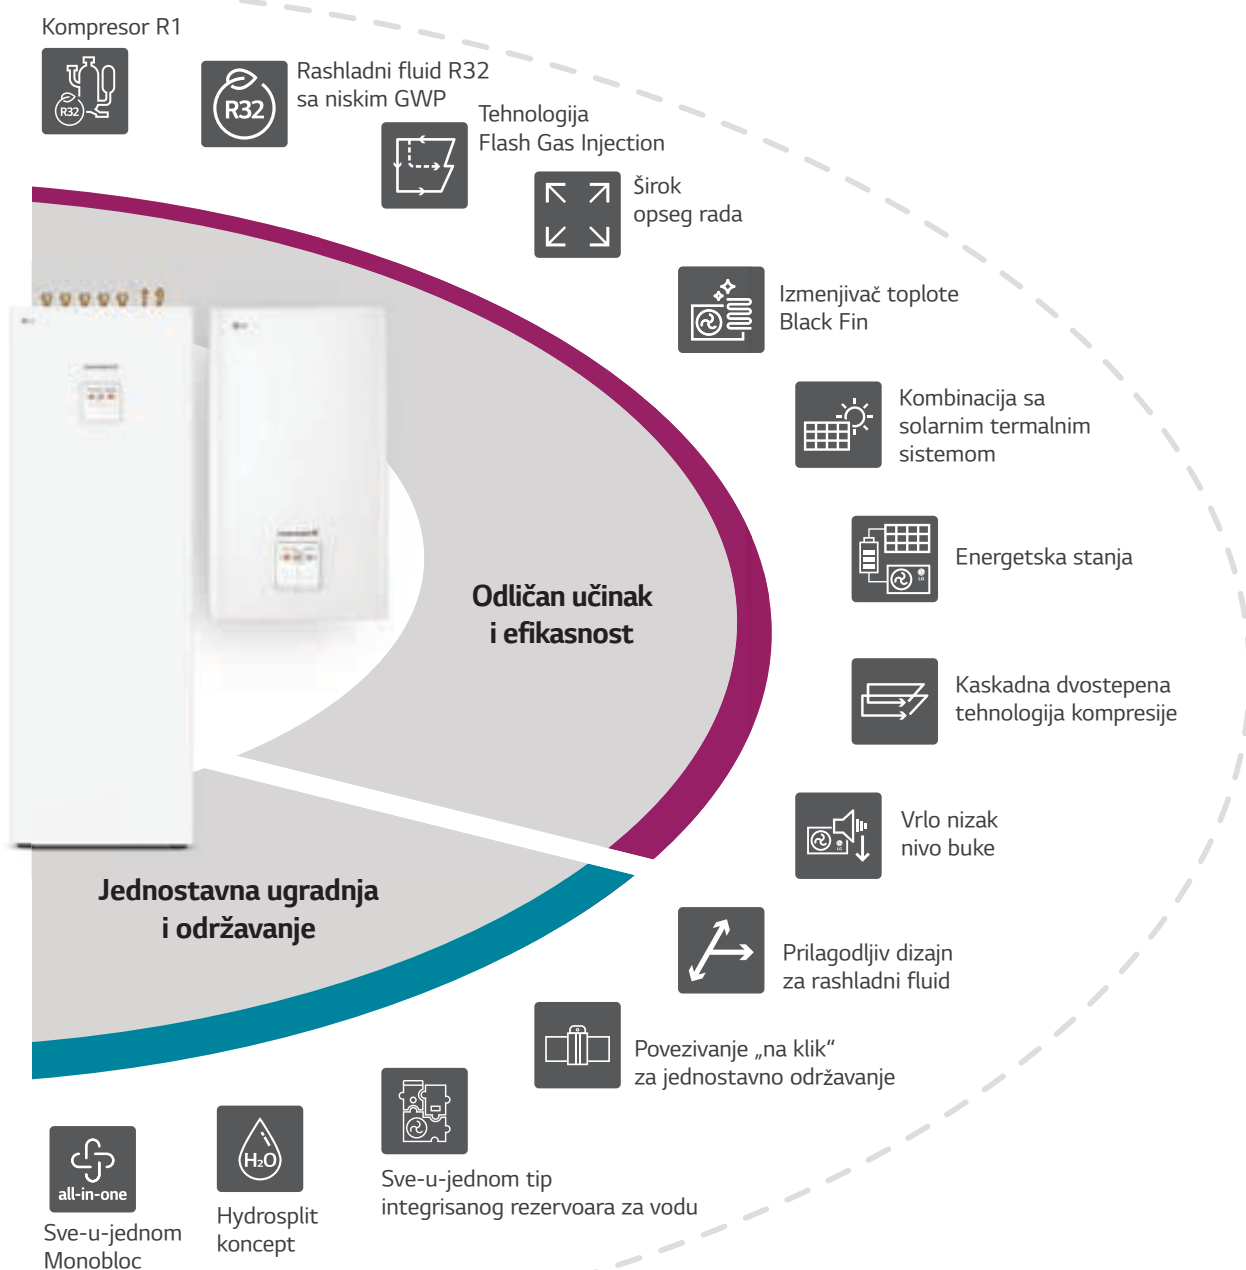 Kompresor R1
R32
Rashladni fluid R32
sa niskim GWP
R32
Tehnologija
Flash Gas Injection
Širok
opseg rada
Izmenjivač toplote
Black Fin
Kombinacija sa
solarnim termalnim
sistemom
Energetska stanja
LG
Odličan učinak
i efikasnost
Kaskadna dvostepena
tehnologija kompresije
Vrlo nizak
nivo buke
LG
Jednostavna ugradnja
i održavanje
Prilagodljiv dizajn
za rashladni fluid
Povezivanje „na klik“
za jednostavno održavanje
Sve-u-jednom tip
integrisanog rezervoara za vodu
H₂O
Hydrosplit
koncept
all-in-one
Sve-u-jednom
Monobloc